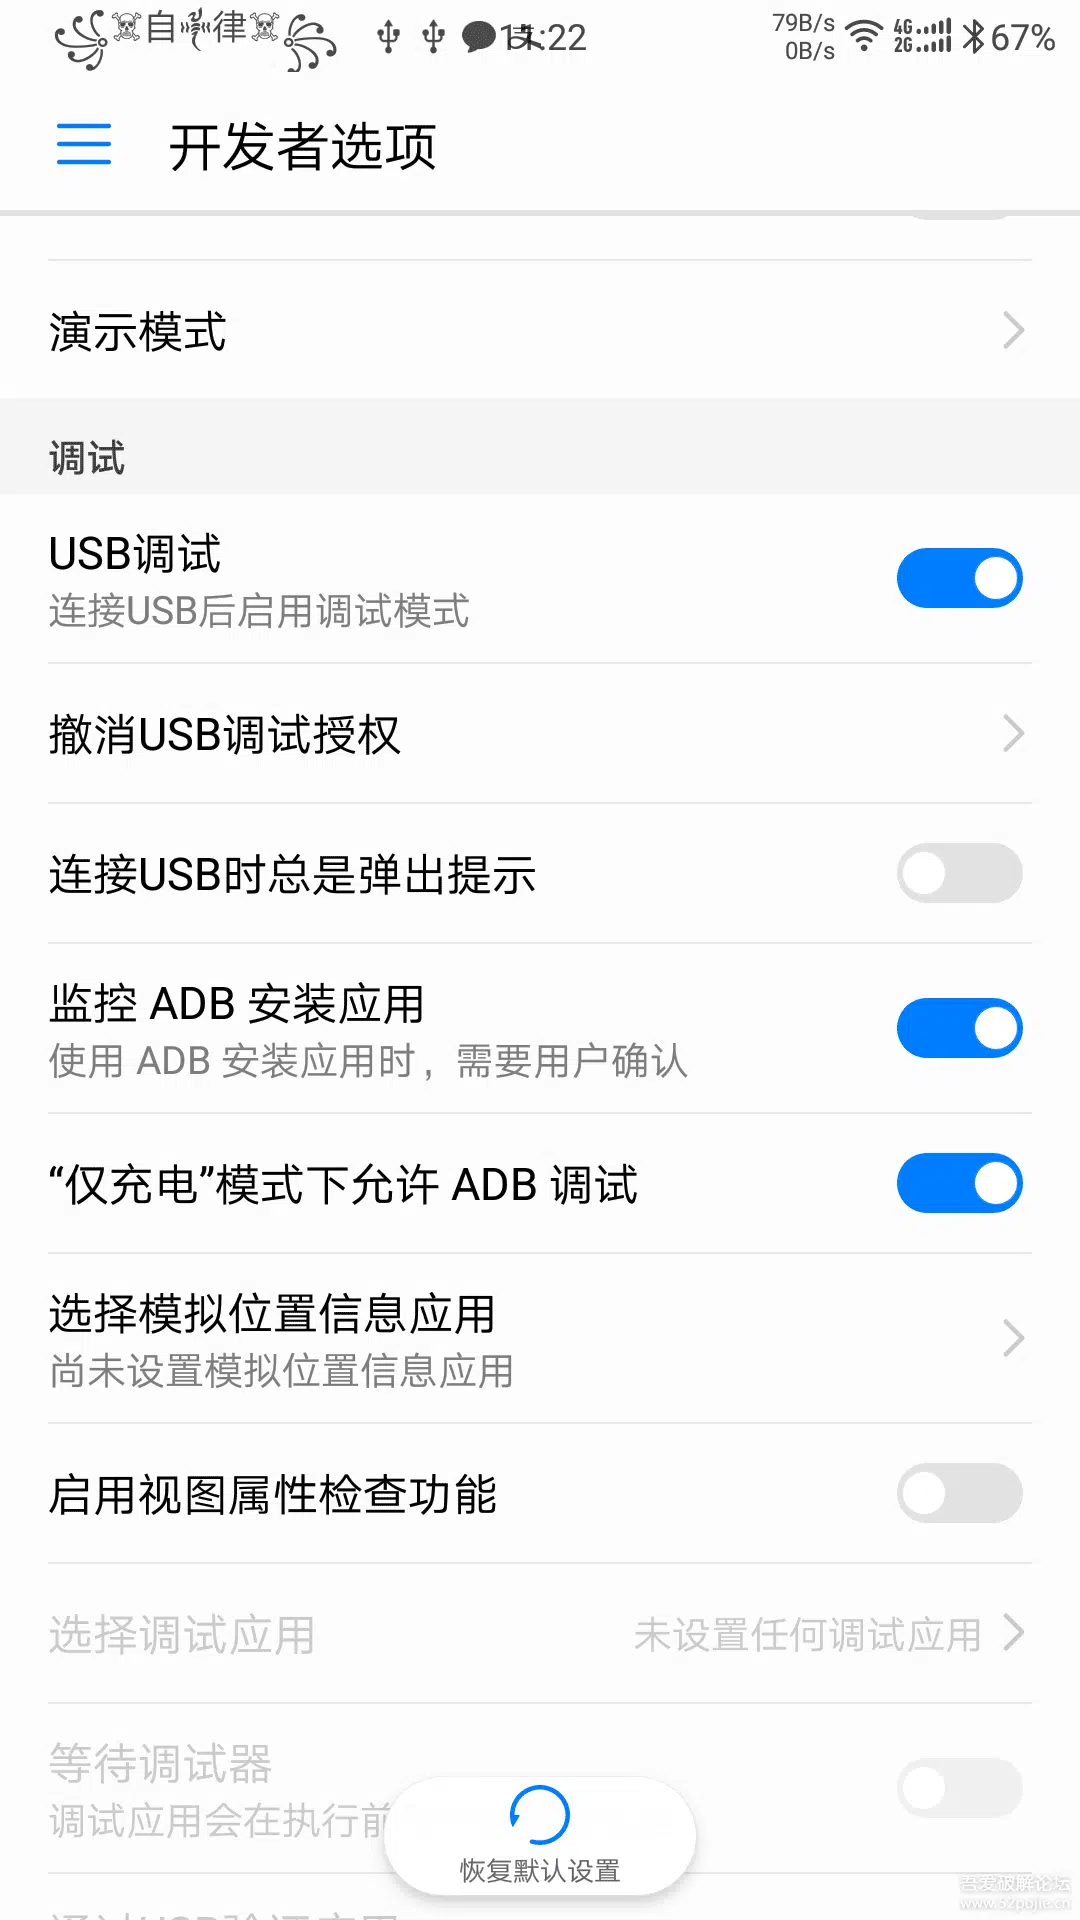 自律 :22 79B/s 0B/s 4G 2G 67%
开发者选项
演示模式
调试
USB调试
连接USB后启用调试模式
撤消USB调试授权
连接USB时总是弹出提示
监控 ADB 安装应用
使用 ADB 安装应用时，需要用户确认
“仅充电”模式下允许 ADB 调试
选择模拟位置信息应用
尚未设置模拟位置信息应用
启用视图属性检查功能
选择调试应用 未设置任何调试应用
等待调试器
调试应用会在执行前
恢复默认设置
吾爱破解论坛
www.52pojie.cn